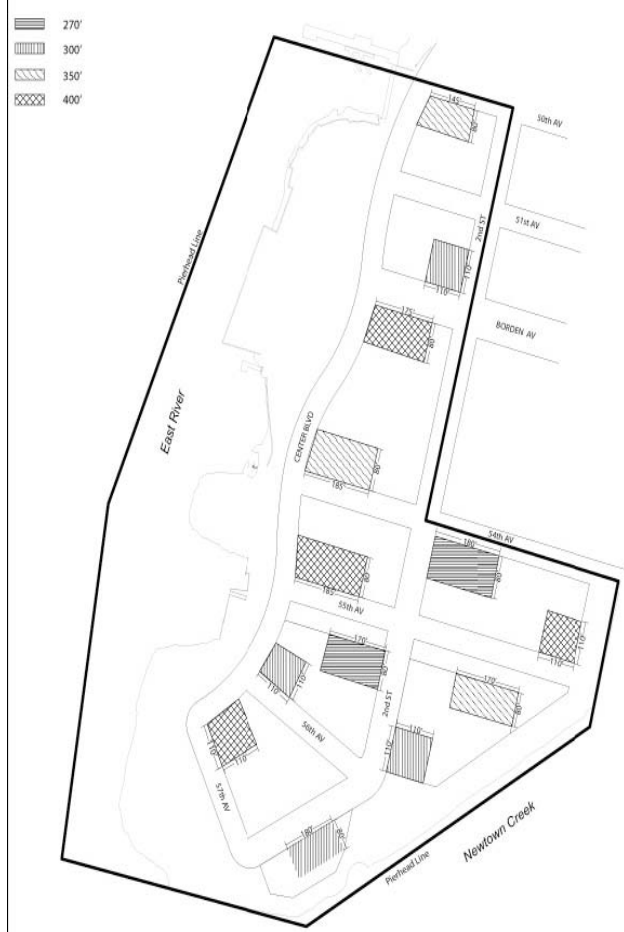 270'
300'
350'
400'
145'
80'
50th AV
51st AV
2nd ST
110'
110'
175'
80'
BORDEN AV
Pierhead Line
East River
CENTER BLVD
80'
185'
54th AV
180'
80'
80'
185'
55th AV
110'
110'
170'
80'
110'
110'
170'
80'
2nd ST
56th AV
110'
110'
110'
110'
57th AV
180'
80'
Pierhead Line
Newtown Creek